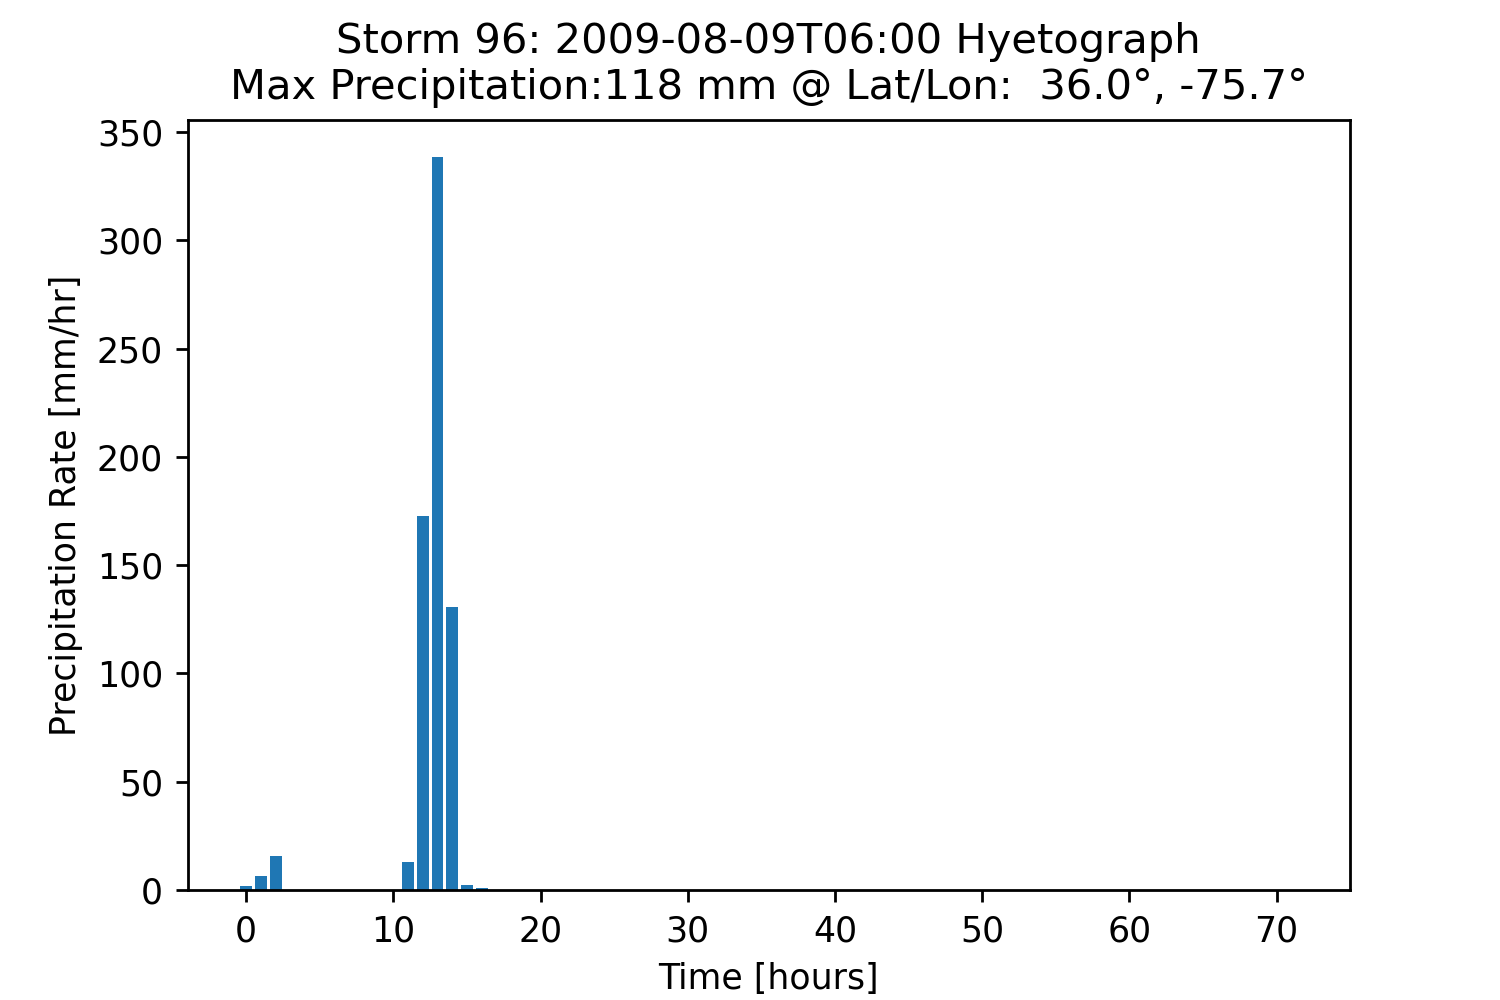 Storm 96: 2009-08-09T06:00 Hyetograph
Max Precipitation:118 mm @ Lat/Lon:  36.0°, -75.7°
Precipitation Rate [mm/hr]
350
300
250
200
150
100
50
0
0 10 20 30 40 50 60 70
Time [hours]